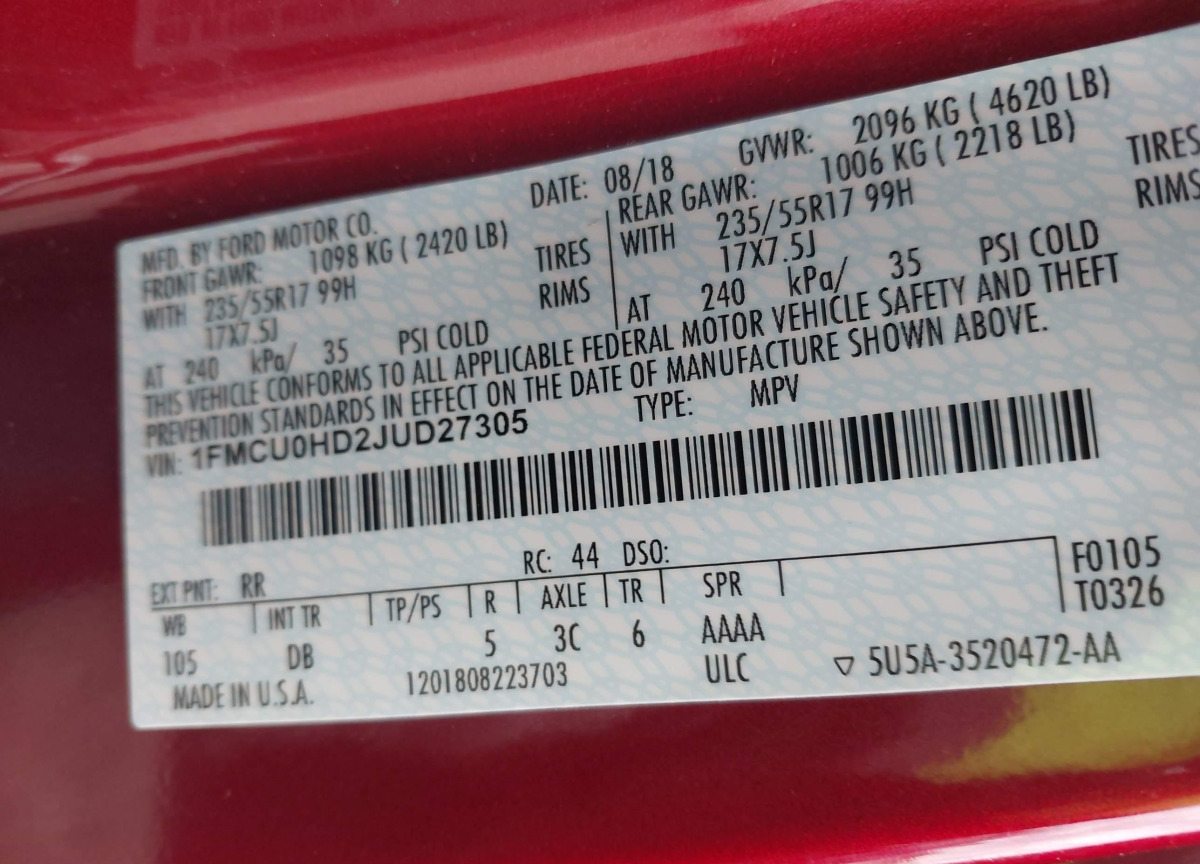 MFD. BY FORD MOTOR CO.
DATE: 08/18 GVWR: 2096 KG ( 4620 LB)
FRONT GAWR: 1098 KG ( 2420 LB)
WITH 235/55R17 99H TIRES
17X7.5J RIMS
AT 240 kPa/ 35 PSI COLD
REAR GAWR: 1006 KG ( 2218 LB)
WITH 235/55R17 99H TIRES
17X7.5J RIMS
AT 240 kPa/ 35 PSI COLD
THIS VEHICLE CONFORMS TO ALL APPLICABLE FEDERAL MOTOR VEHICLE SAFETY AND THEFT
PREVENTION STANDARDS IN EFFECT ON THE DATE OF MANUFACTURE SHOWN ABOVE.
VIN: 1FMCU0HD2JUD27305
TYPE: MPV
EXT PNT: RR RC: 44 DSO:
WB INT TR TP/PS R AXLE TR SPR
105 DB 5 3C 6 AAAA
F0105
T0326
MADE IN U.S.A. 1201808223703 ULC ▽ 5U5A-3520472-AA